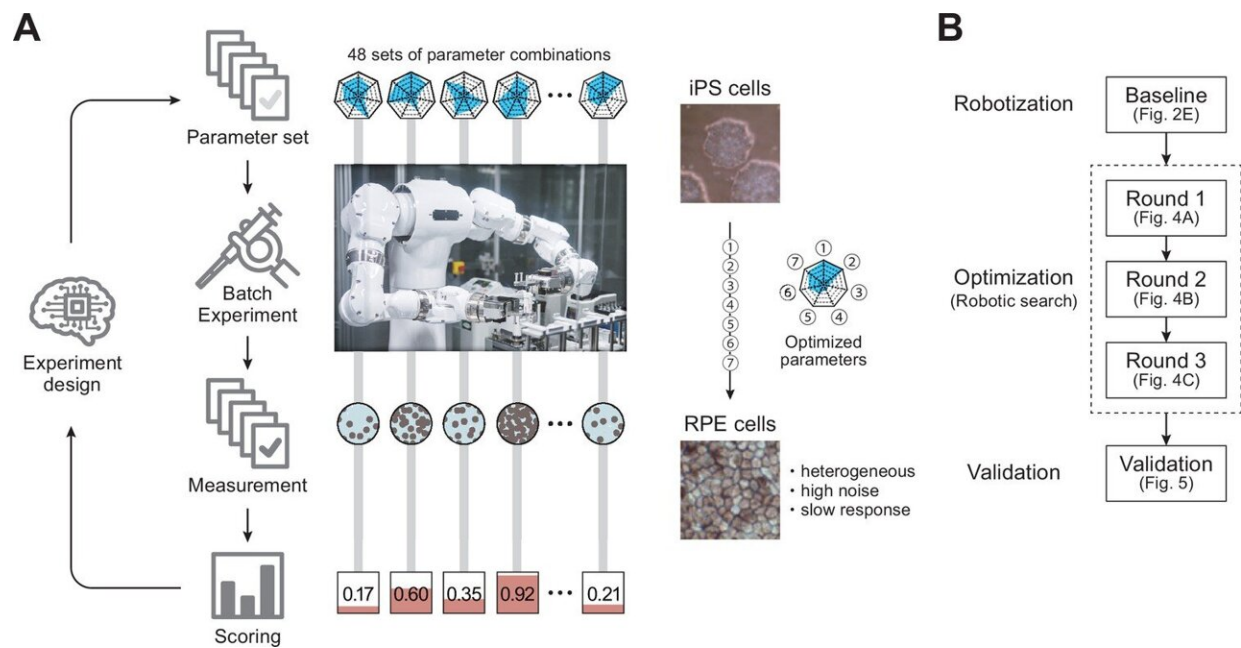 A
48 sets of parameter combinations
Parameter set
Batch
Experiment
Experiment
design
Measurement
Scoring
0.17
0.60
0.35
0.92
0.21
iPS cells
1
2
3
4
5
6
7
1
2
3
4
5
6
7
Optimized
parameters
RPE cells
• heterogeneous
• high noise
• slow response
B
Robotization
Baseline
(Fig. 2E)
Round 1
(Fig. 4A)
Optimization
(Robotic search)
Round 2
(Fig. 4B)
Round 3
(Fig. 4C)
Validation
Validation
(Fig. 5)